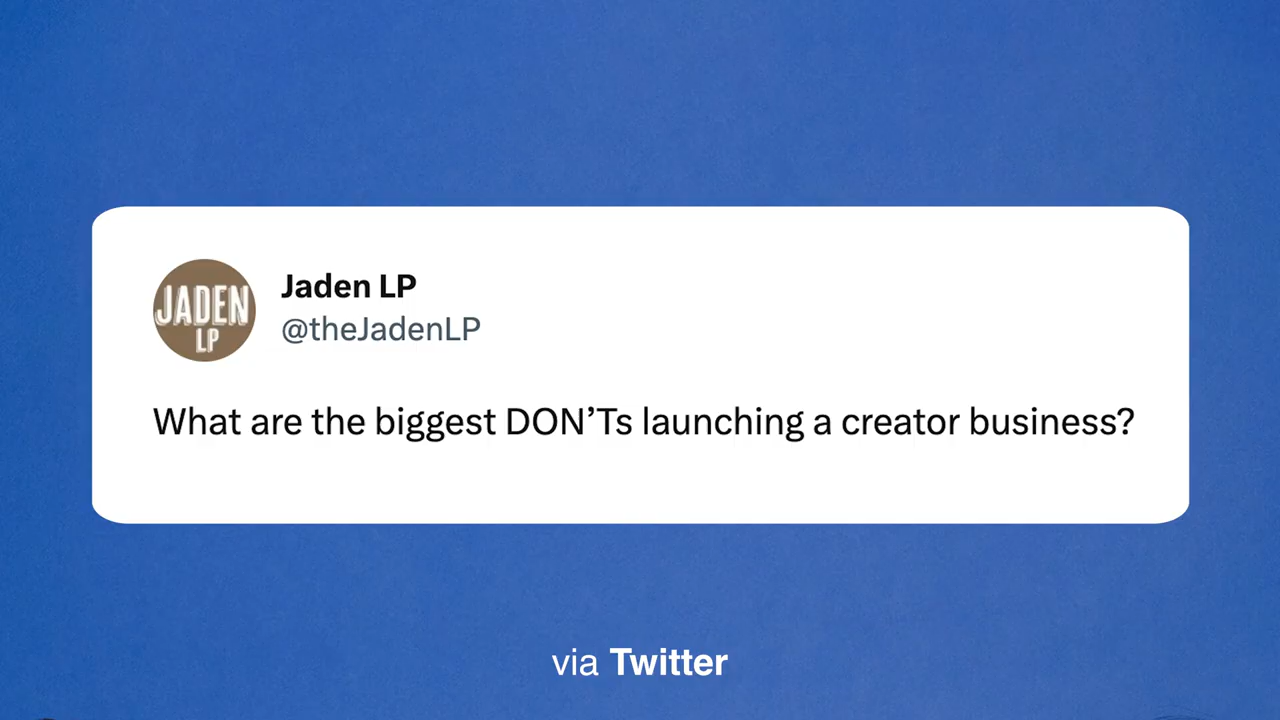 JADEN
LP
Jaden LP
@theJadenLP
What are the biggest DON’Ts launching a creator business?
via Twitter